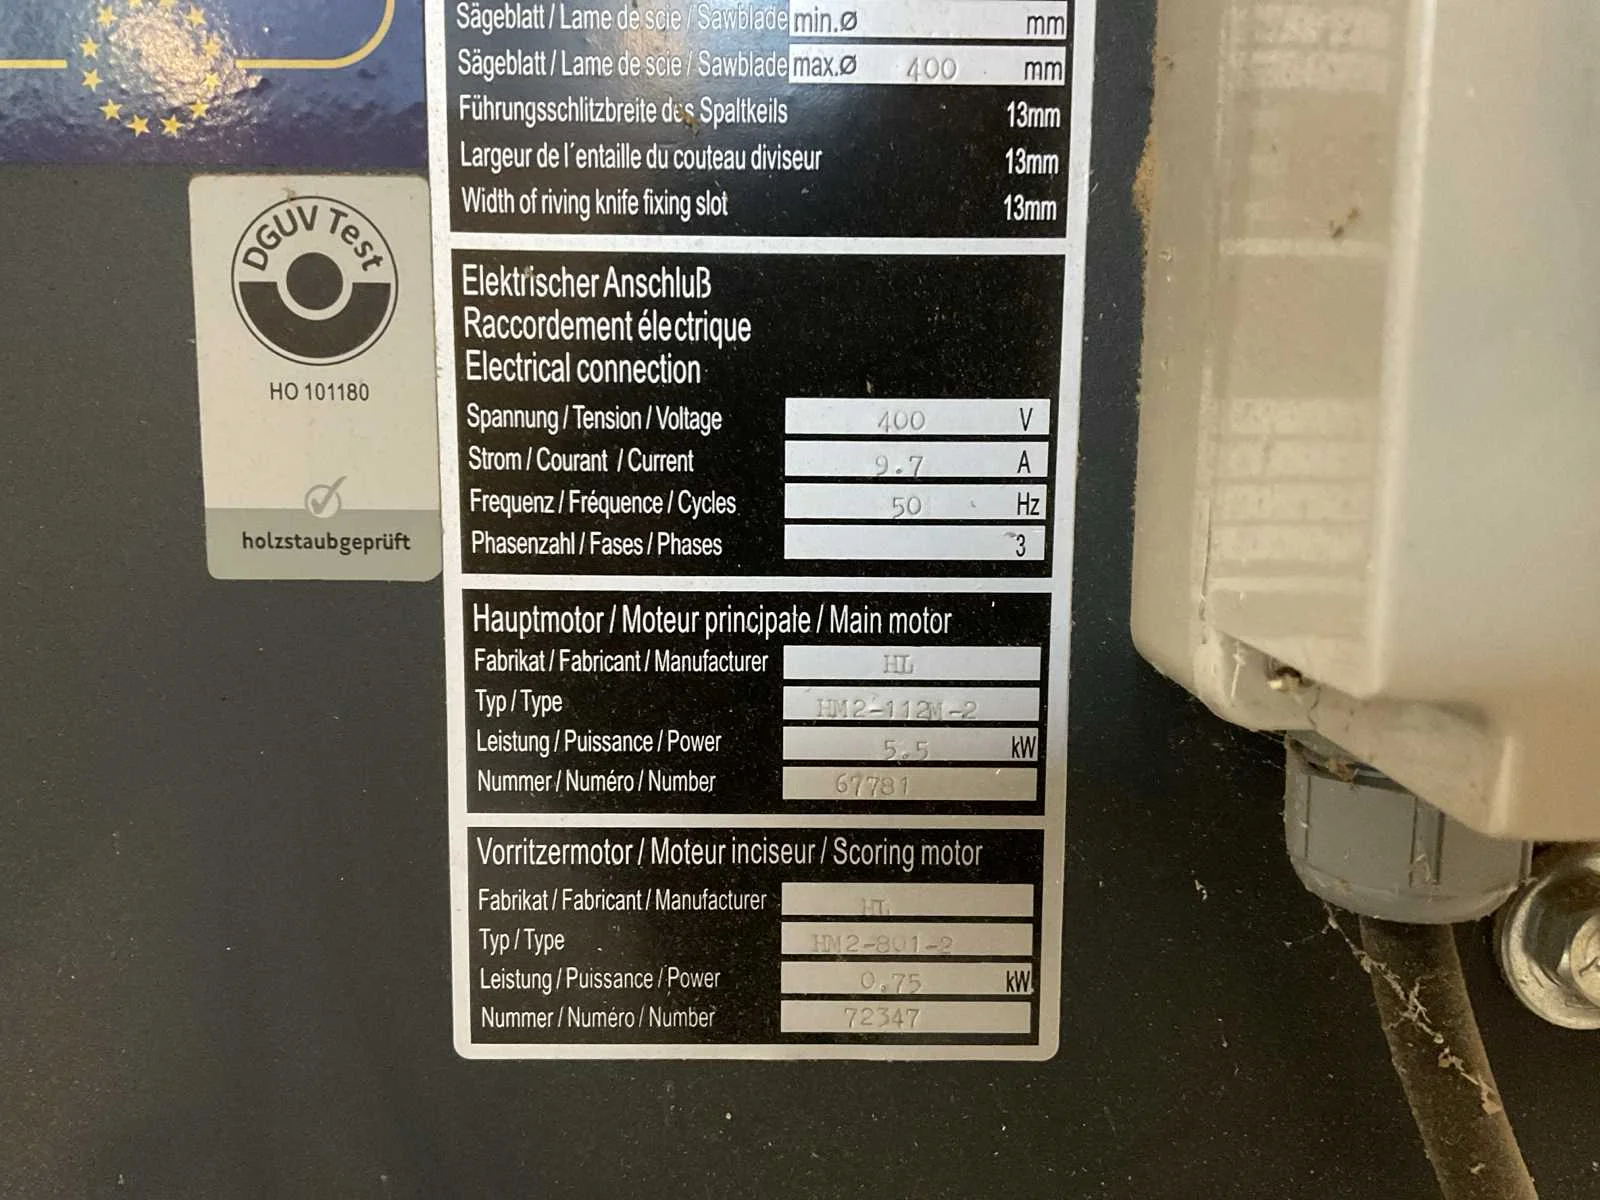 Sägeblatt / Lame de scie / Sawblade min.Ø mm
Sägeblatt / Lame de scie / Sawblade max.Ø 400 mm
Führungsschlitzbreite des Spaltkeils 13mm
Largeur de l´entaille du couteau diviseur 13mm
Width of riving knife fixing slot 13mm
DGUV Test
HO 101180
holzstaubgeprüft
Elektrischer Anschluß
Raccordement électrique
Electrical connection
Spannung / Tension / Voltage 400 V
Strom / Courant / Current 9.7 A
Frequenz / Fréquence / Cycles 50 Hz
Phasenzahl / Fases / Phases 3
Hauptmotor / Moteur principate / Main motor
Fabrikat / Fabricant / Manufacturer HL
Typ / Type HM2-112M-2
Leistung / Puissance / Power 5.5 kW
Nummer / Numéro / Number 67781
Vorritzermotor / Moteur inciseur / Scoring motor
Fabrikat / Fabricant / Manufacturer HL
Typ / Type HM2-801-2
Leistung / Puissance / Power 0.75 kW
Nummer / Numéro / Number 72347